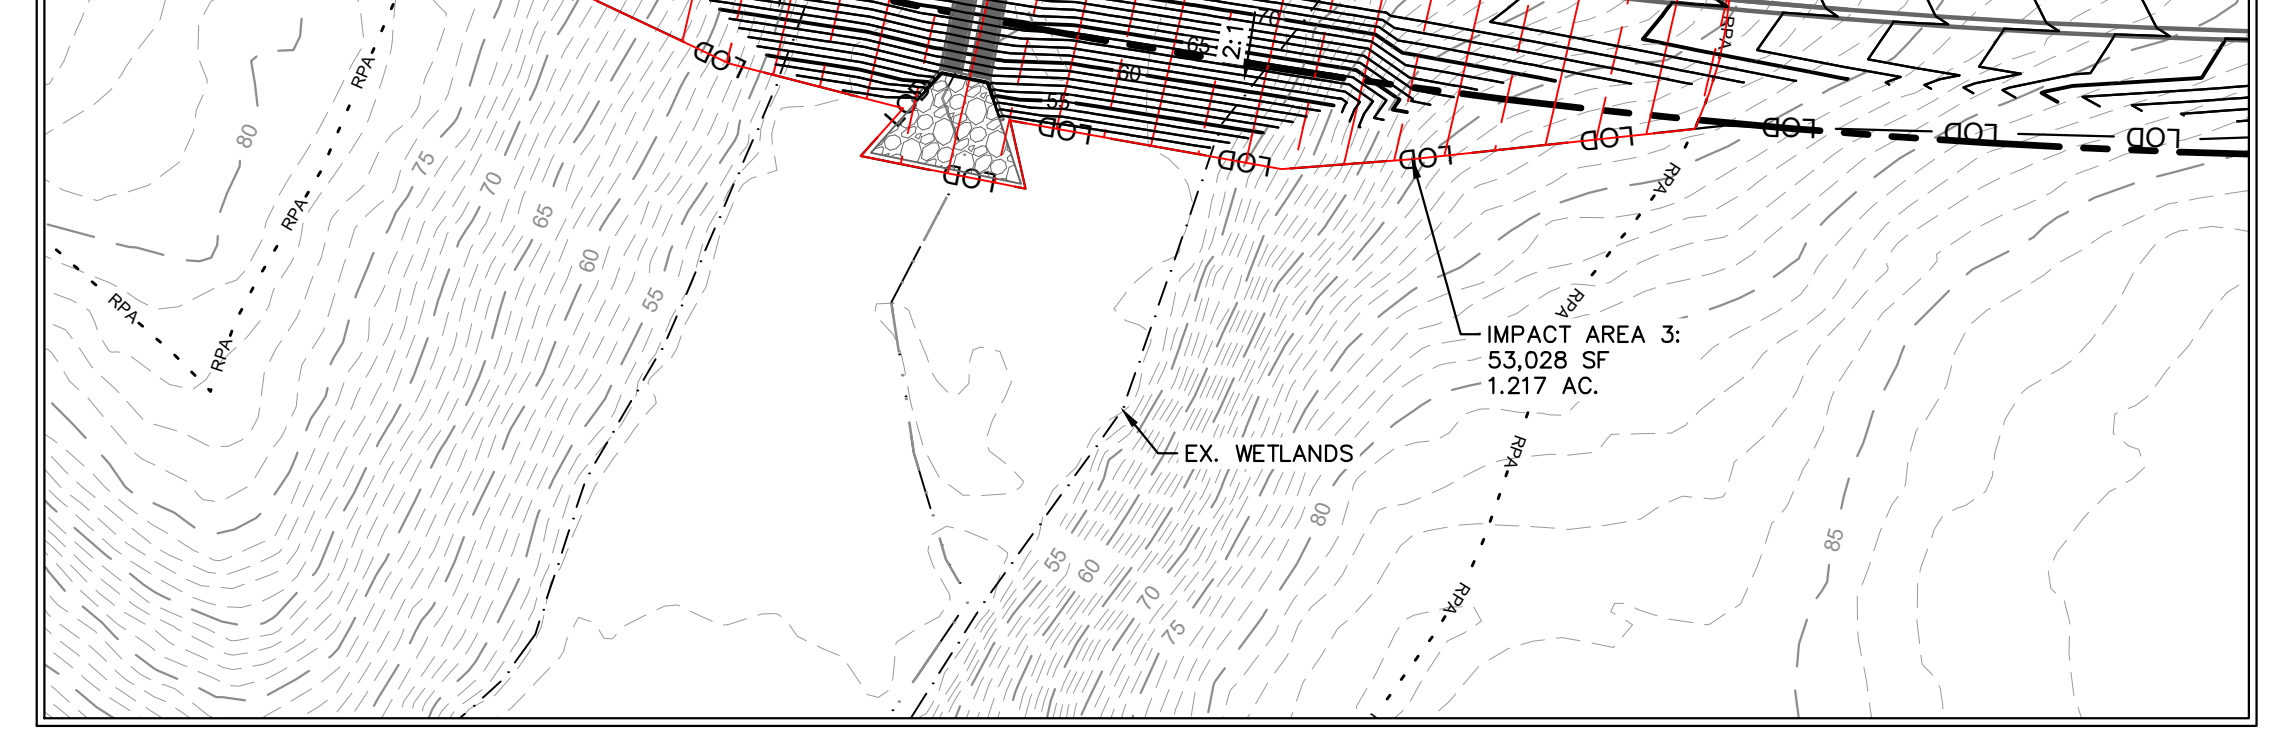 70
RPA
65
2:1
60
55
LOD
LOD
LOD
LOD
LOD
LOD
LOD
LOD
LOD
RPA
80
75
70
65
60
55
RPA
RPA
RPA
RPA
RPA
IMPACT AREA 3:
53,028 SF
1.217 AC.
EX. WETLANDS
RPA
80
85
55
60
70
75
RPA